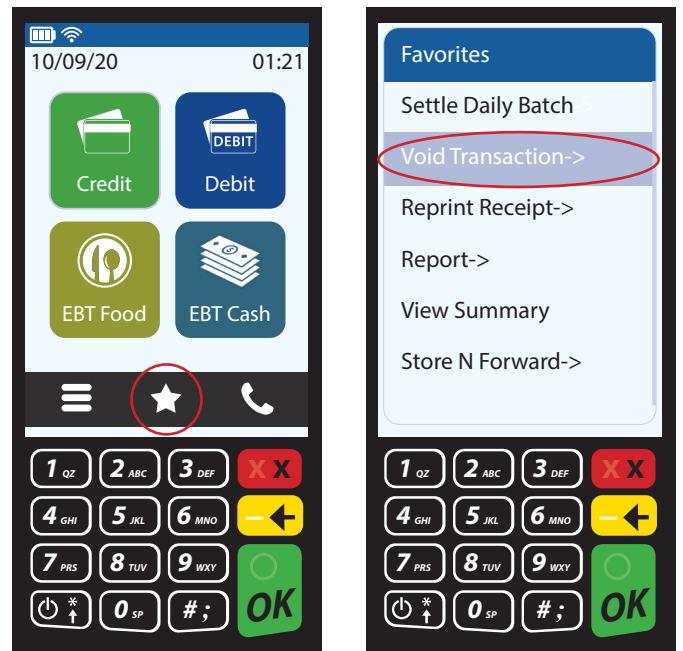 10/09/20 01:21
DEBIT
Credit Debit
EBT Food EBT Cash
1 QZ 2 ABC 3 DEF X X
4 GHI 5 JKL 6 MNO
7 PRS 8 TUV 9 WXY
* 0 SP # ; OK
Favorites
Settle Daily Batch->
Void Transaction->
Reprint Receipt->
Report->
View Summary
Store N Forward->
1 QZ 2 ABC 3 DEF X X
4 GHI 5 JKL 6 MNO
7 PRS 8 TUV 9 WXY
* 0 SP # ; OK